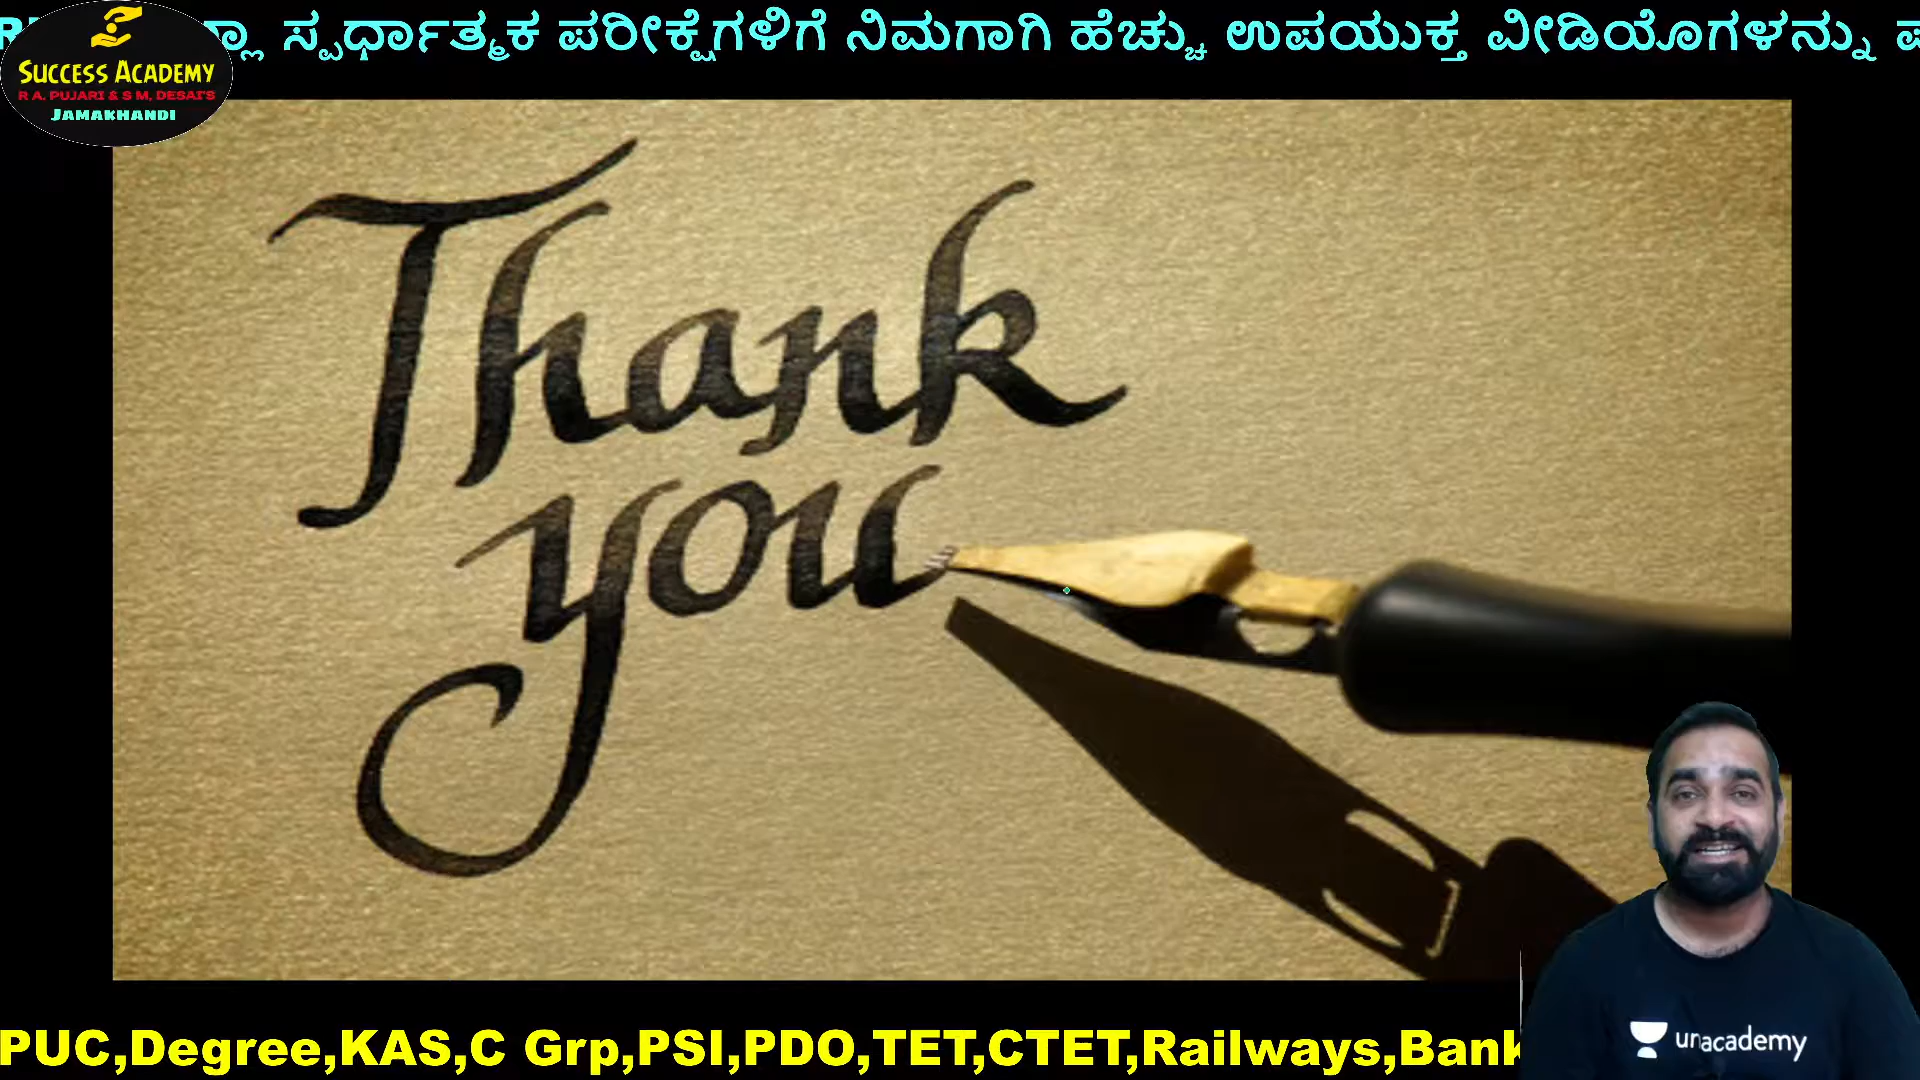 ಸ್ಪರ್ಧಾತ್ಮಕ ಪರೀಕ್ಷೆಗಳಿಗೆ ನಿಮಗಾಗಿ ಹೆಚ್ಚು ಉಪಯುಕ್ತ ವೀಡಿಯೊಗಳನ್ನು
SUCCESS ACADEMY
R A. PUJARI & S M. DESAI'S
JAMAKHANDI
Thank
you
unacademy
PUC,Degree,KAS,C Grp,PSI,PDO,TET,CTET,Railways,Bank